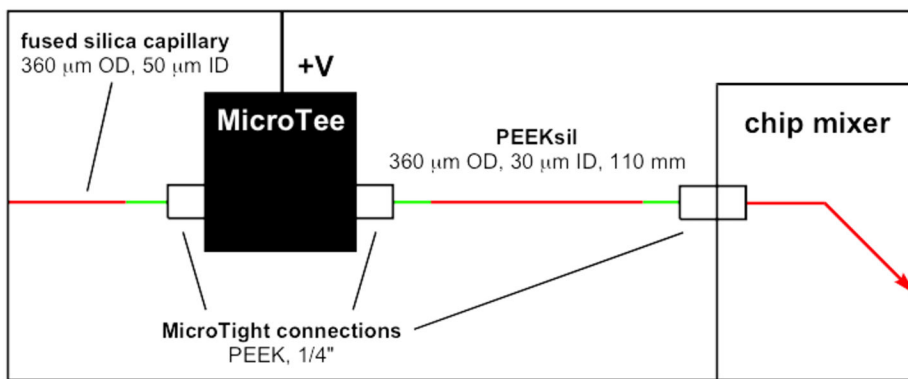 fused silica capillary
360 μm OD, 50 μm ID
+V
MicroTee
PEEKsil
360 μm OD, 30 μm ID, 110 mm
chip mixer
MicroTight connections
PEEK, 1/4"